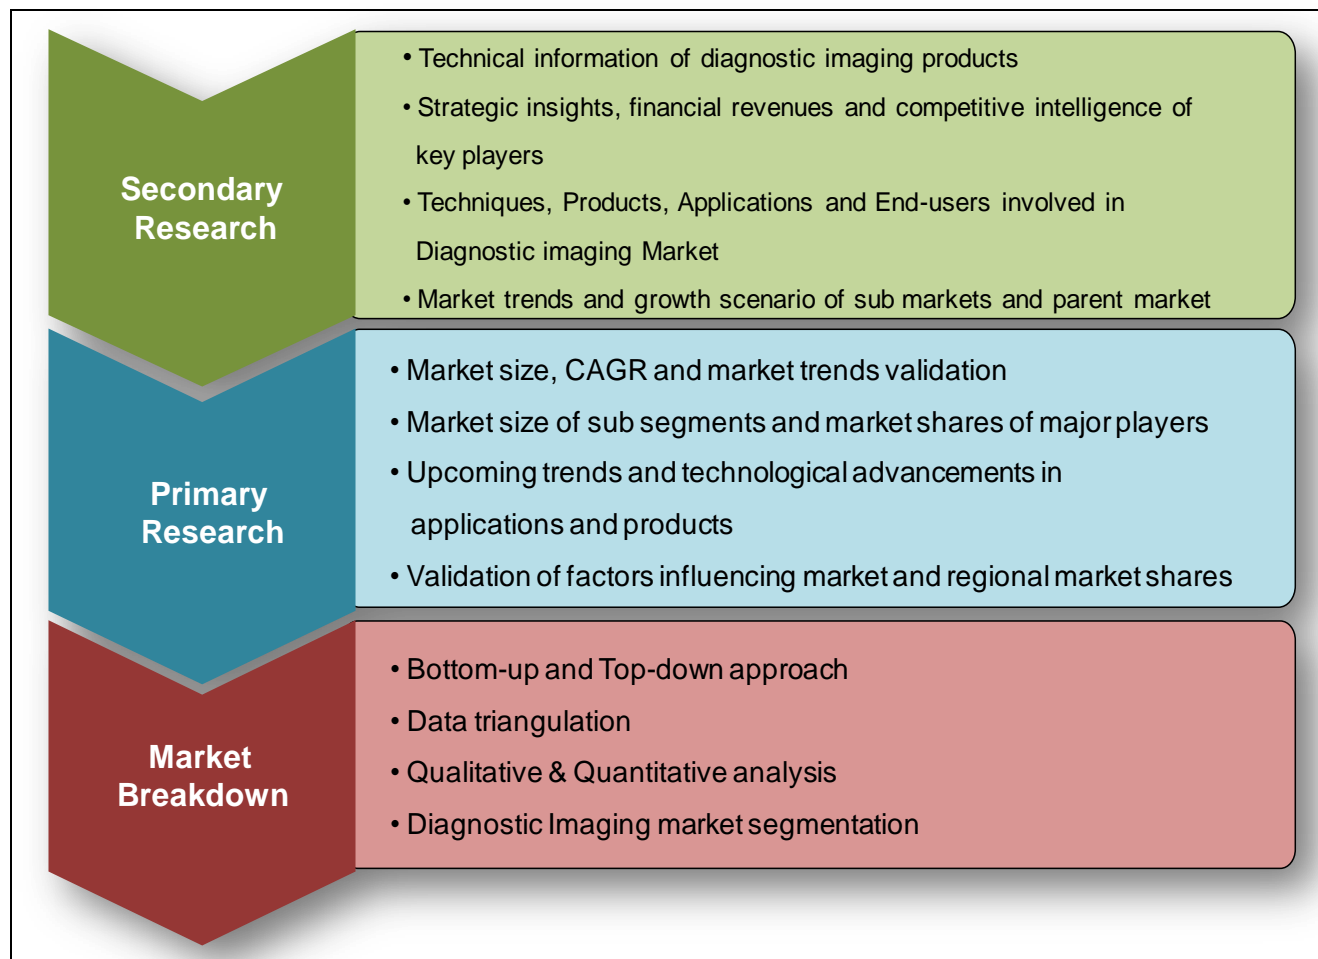 Secondary
Research
• Technical information of diagnostic imaging products
• Strategic insights, financial revenues and competitive intelligence of
key players
• Techniques, Products, Applications and End-users involved in
Diagnostic imaging Market
• Market trends and growth scenario of sub markets and parent market
Primary
Research
• Market size, CAGR and market trends validation
• Market size of sub segments and market shares of major players
• Upcoming trends and technological advancements in
applications and products
• Validation of factors influencing market and regional market shares
Market
Breakdown
• Bottom-up and Top-down approach
• Data triangulation
• Qualitative & Quantitative analysis
• Diagnostic Imaging market segmentation